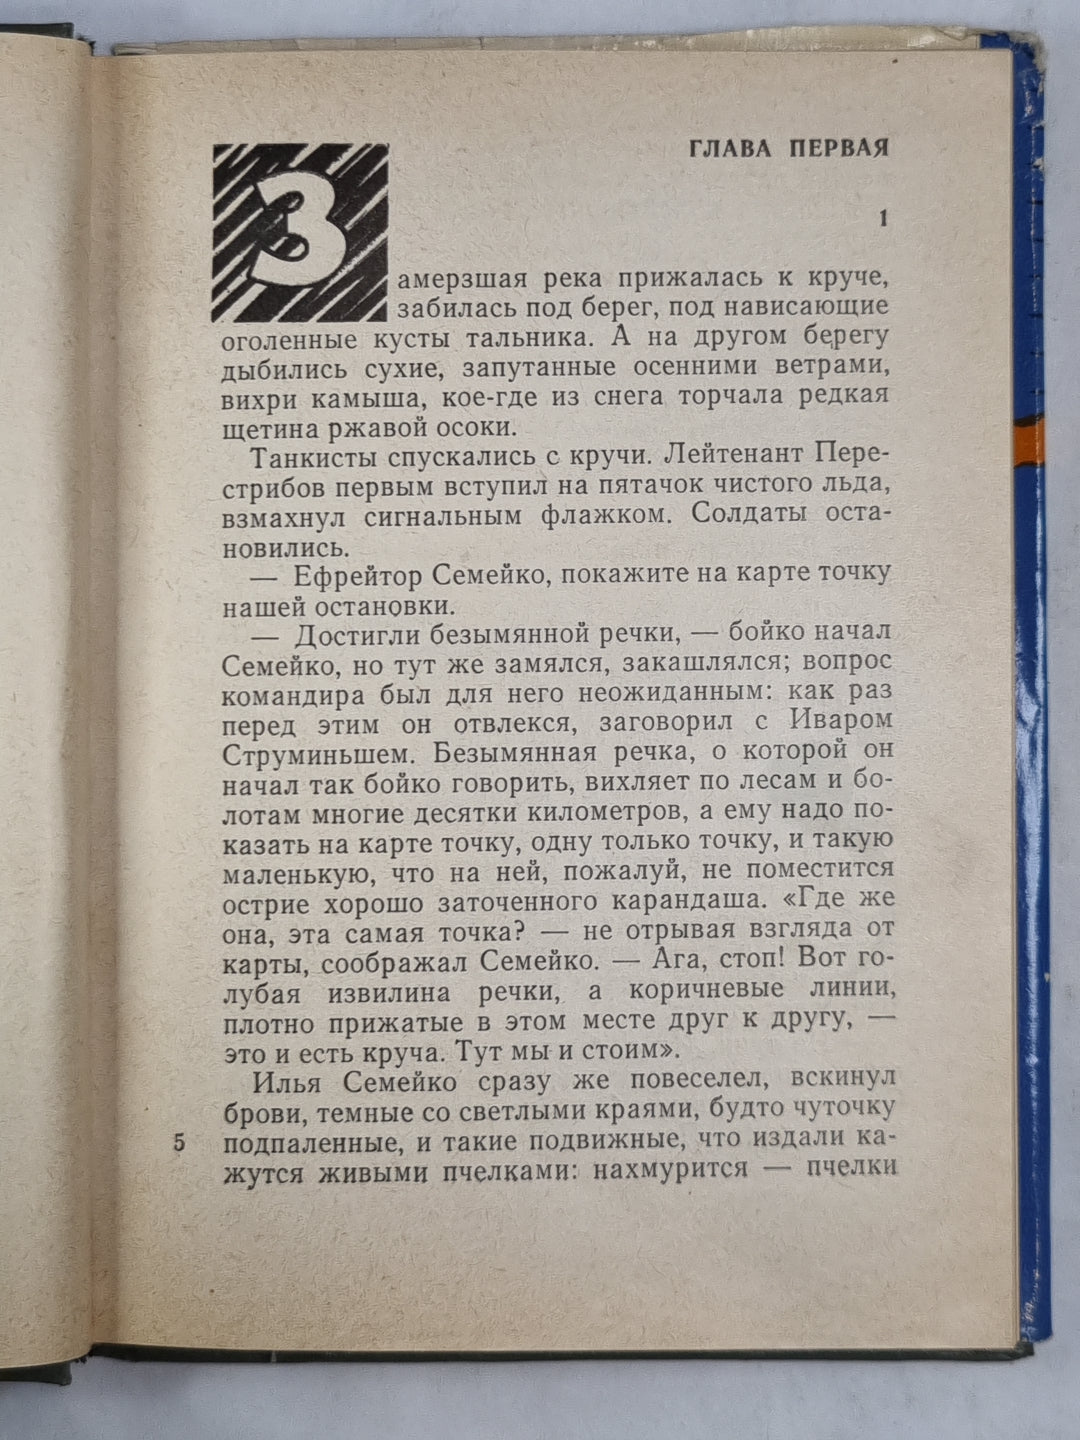 ГЛАВА ПЕРВАЯ
1
Замерзшая река прижалась к круче,
забилась под берег, под нависающие
оголенные кусты тальника. А на другом берегу
дыбились сухие, запутанные осенними ветрами,
вихри камыша, кое-где из снега торчала редкая
щетина ржавой осоки.
Танкисты спускались с кручи. Лейтенант Пере-
стрибов первым вступил на пятачок чистого льда,
взмахнул сигнальным флажком. Солдаты оста-
новились.
— Ефрейтор Семейко, покажите на карте точку
нашей остановки.
— Достигли безымянной речки, — бойко начал
Семейко, но тут же замялся, закашлялся; вопрос
командира был для него неожиданным: как раз
перед этим он отвлекся, заговорил с Иваром
Струминьшем. Безымянная речка, о которой он
начал так бойко говорить, вихляет по лесам и бо-
лотам многие десятки километров, а ему надо по-
казать на карте точку, одну только точку, и такую
маленькую, что на ней, пожалуй, не поместится
острие хорошо заточенного карандаша. «Где же
она, эта самая точка? — не отрывая взгляда от
карты, соображал Семейко. — Ага, стоп! Вот го-
лубая извилина речки, а коричневые линии,
плотно прижатые в этом месте друг к другу, —
это и есть круча. Тут мы и стоим».
Илья Семейко сразу же повеселел, вскинул
брови, темные со светлыми краями, будто чуточку
подпаленные, и такие подвижные, что издали ка-
жутся живыми пчелками: нахмурится — пчелки
5